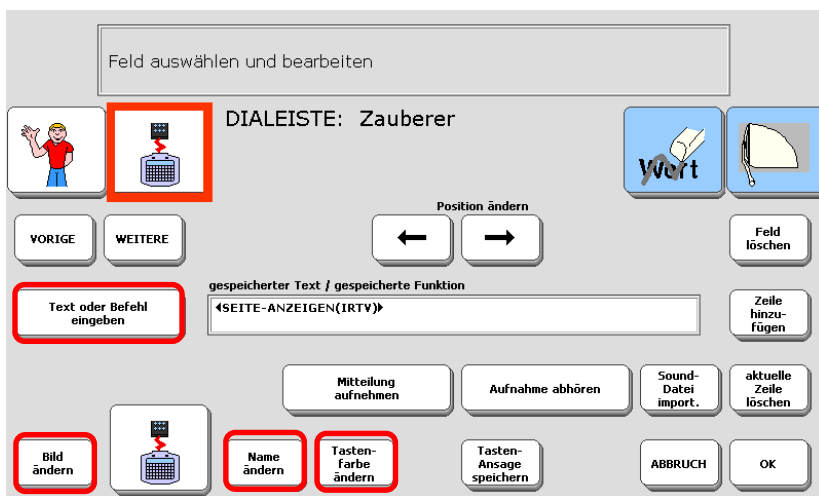 Feld auswählen und bearbeiten
DIALEISTE: Zauberer
Wort
Position ändern
VORIGE
WEITERE
Feld
löschen
gespeicherter Text / gespeicherte Funktion
Text oder Befehl
eingeben
SEITE-ANZEIGEN(IRTV)
Zeile
hinzu-
fügen
Mitteilung
aufnehmen
Aufnahme abhören
Sound-
Datei
import.
aktuelle
Zeile
löschen
Bild
ändern
Name
ändern
Tasten-
farbe
ändern
Tasten-
Ansage
speichern
ABBRUCH
OK